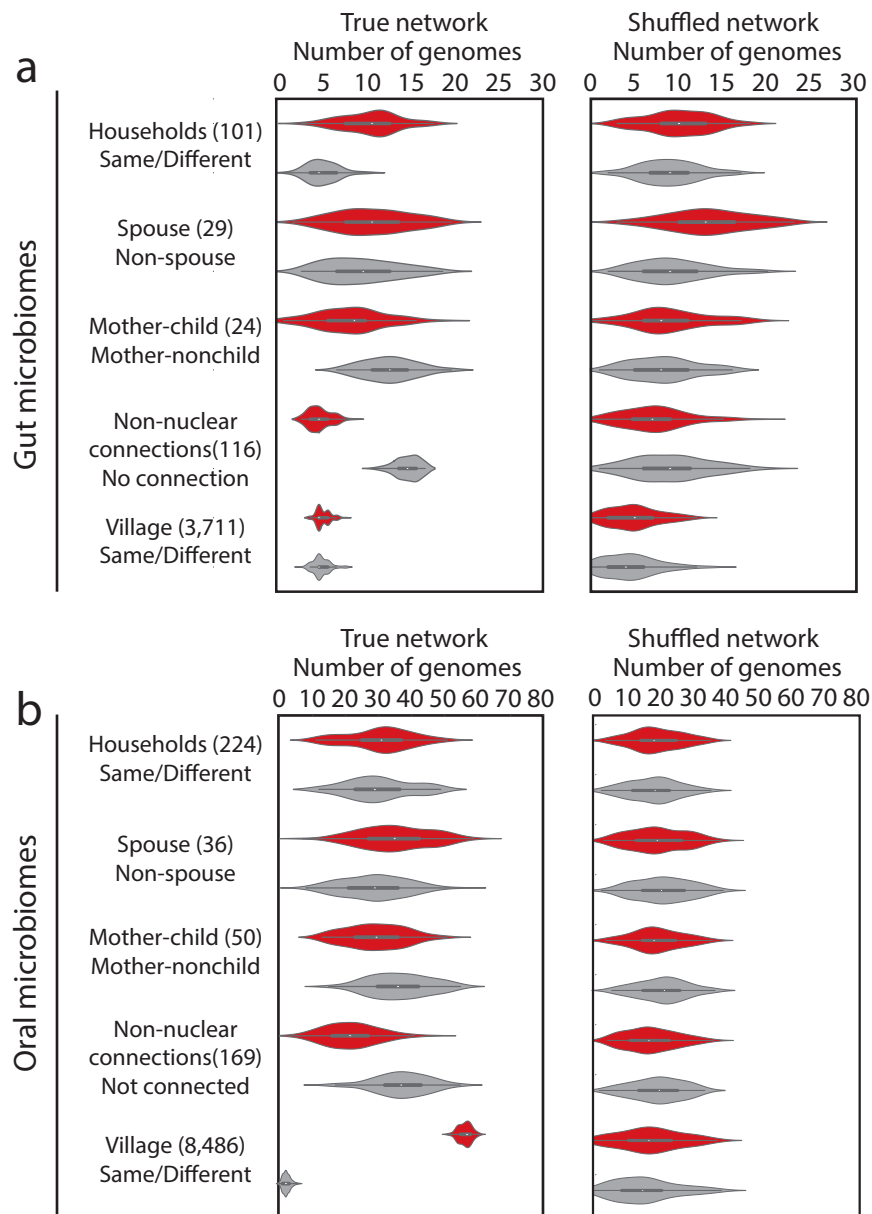 True network
Number of genomes
Shuffled network
Number of genomes
a
0 5 10 15 20 30
0 5 10 15 20 30
Gut microbiomes
Households (101)
Same/Different
Spouse (29)
Non-spouse
Mother-child (24)
Mother-nonchild
Non-nuclear
connections(116)
No connection
Village (3,711)
Same/Different
True network
Number of genomes
Shuffled network
Number of genomes
b
0 10 20 30 40 50 60 70 80
0 10 20 30 40 50 60 70 80
Oral microbiomes
Households (224)
Same/Different
Spouse (36)
Non-spouse
Mother-child (50)
Mother-nonchild
Non-nuclear
connections(169)
Not connected
Village (8,486)
Same/Different